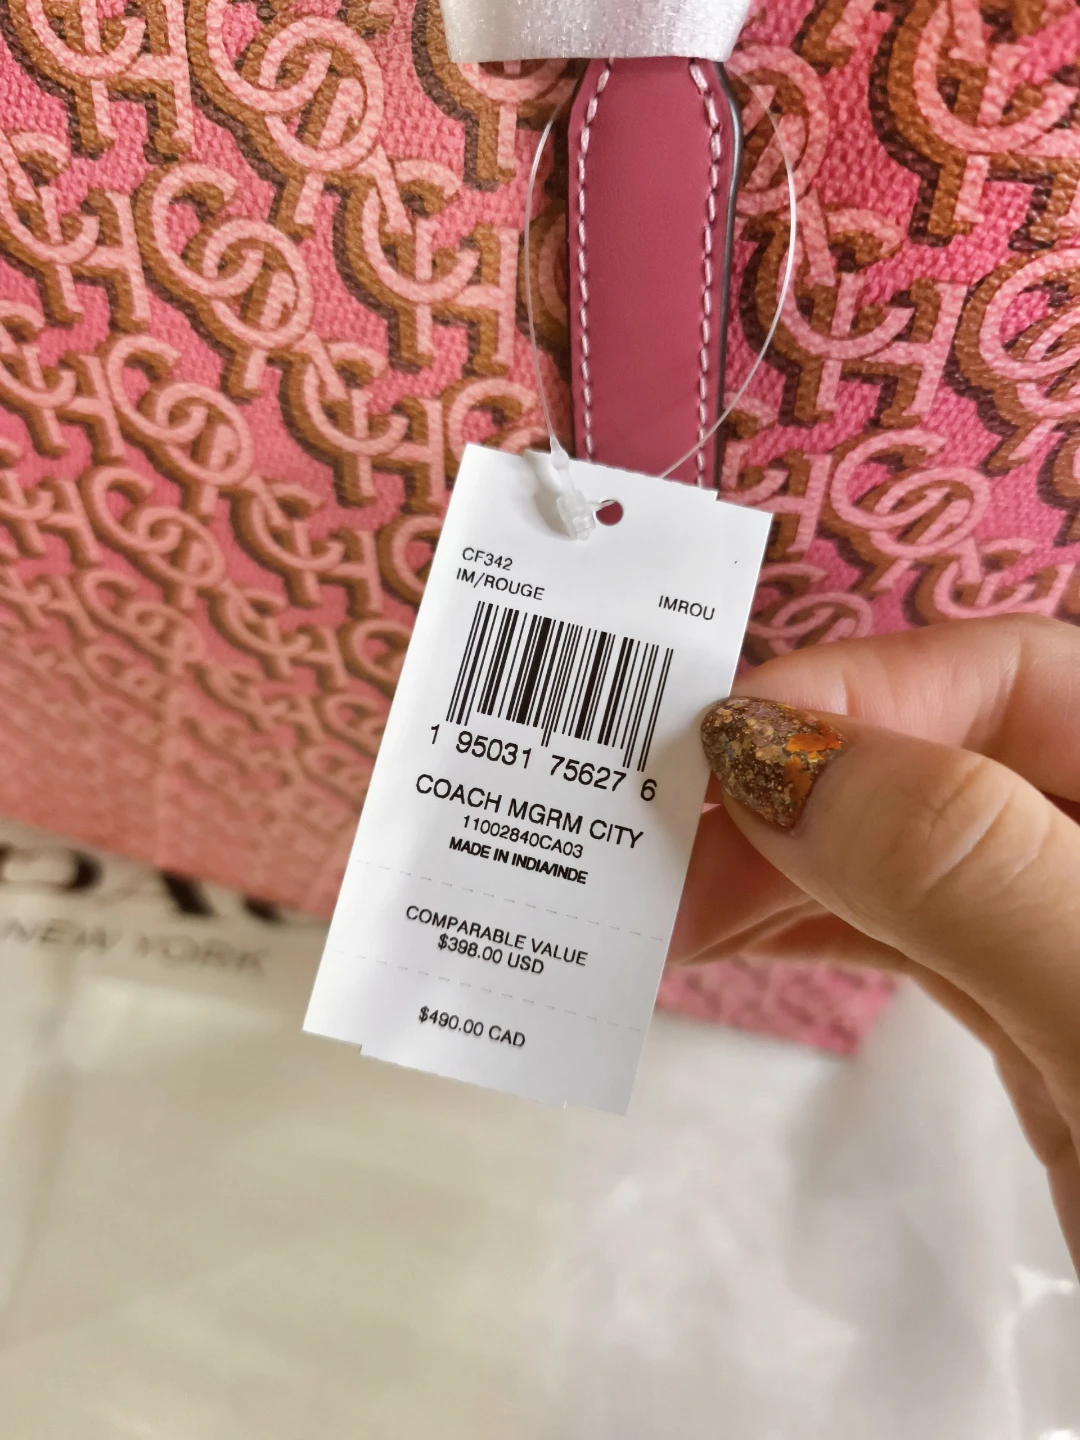 CF342
IM/ROUGE
IMROU
1 95031 75627 6
COACH MGRM CITY
11002840CA03
MADE IN INDIA/INDE
COMPARABLE VALUE
$398.00 USD
$490.00 CAD
NEW YORK